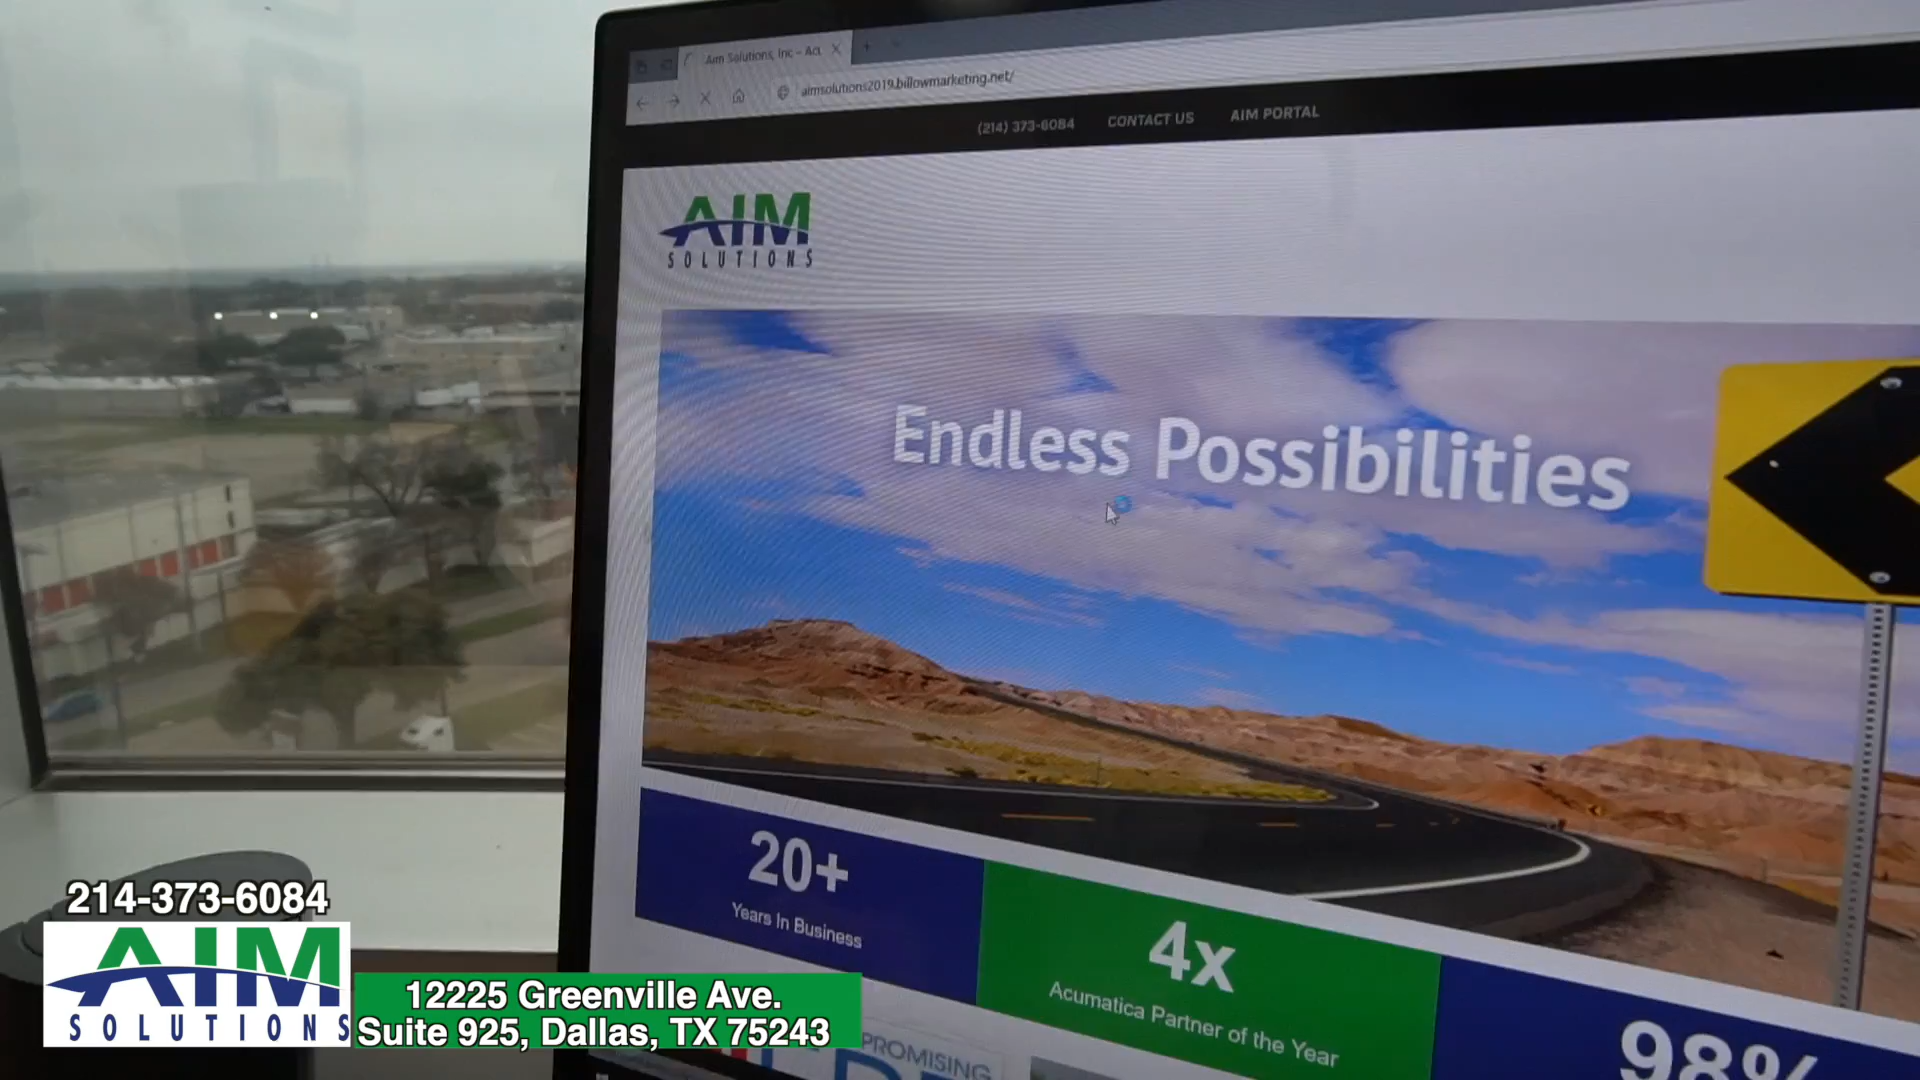 Aim Solutions, Inc – Acu
aimsolutions2019.billowmarketing.net/
(214) 373-6084 CONTACT US AIM PORTAL
AIM
SOLUTIONS
Endless Possibilities
20+
Years In Business
4x
Acumatica Partner of the Year
98%
PROMISING
214-373-6084
AIM
SOLUTIONS
12225 Greenville Ave.
Suite 925, Dallas, TX 75243